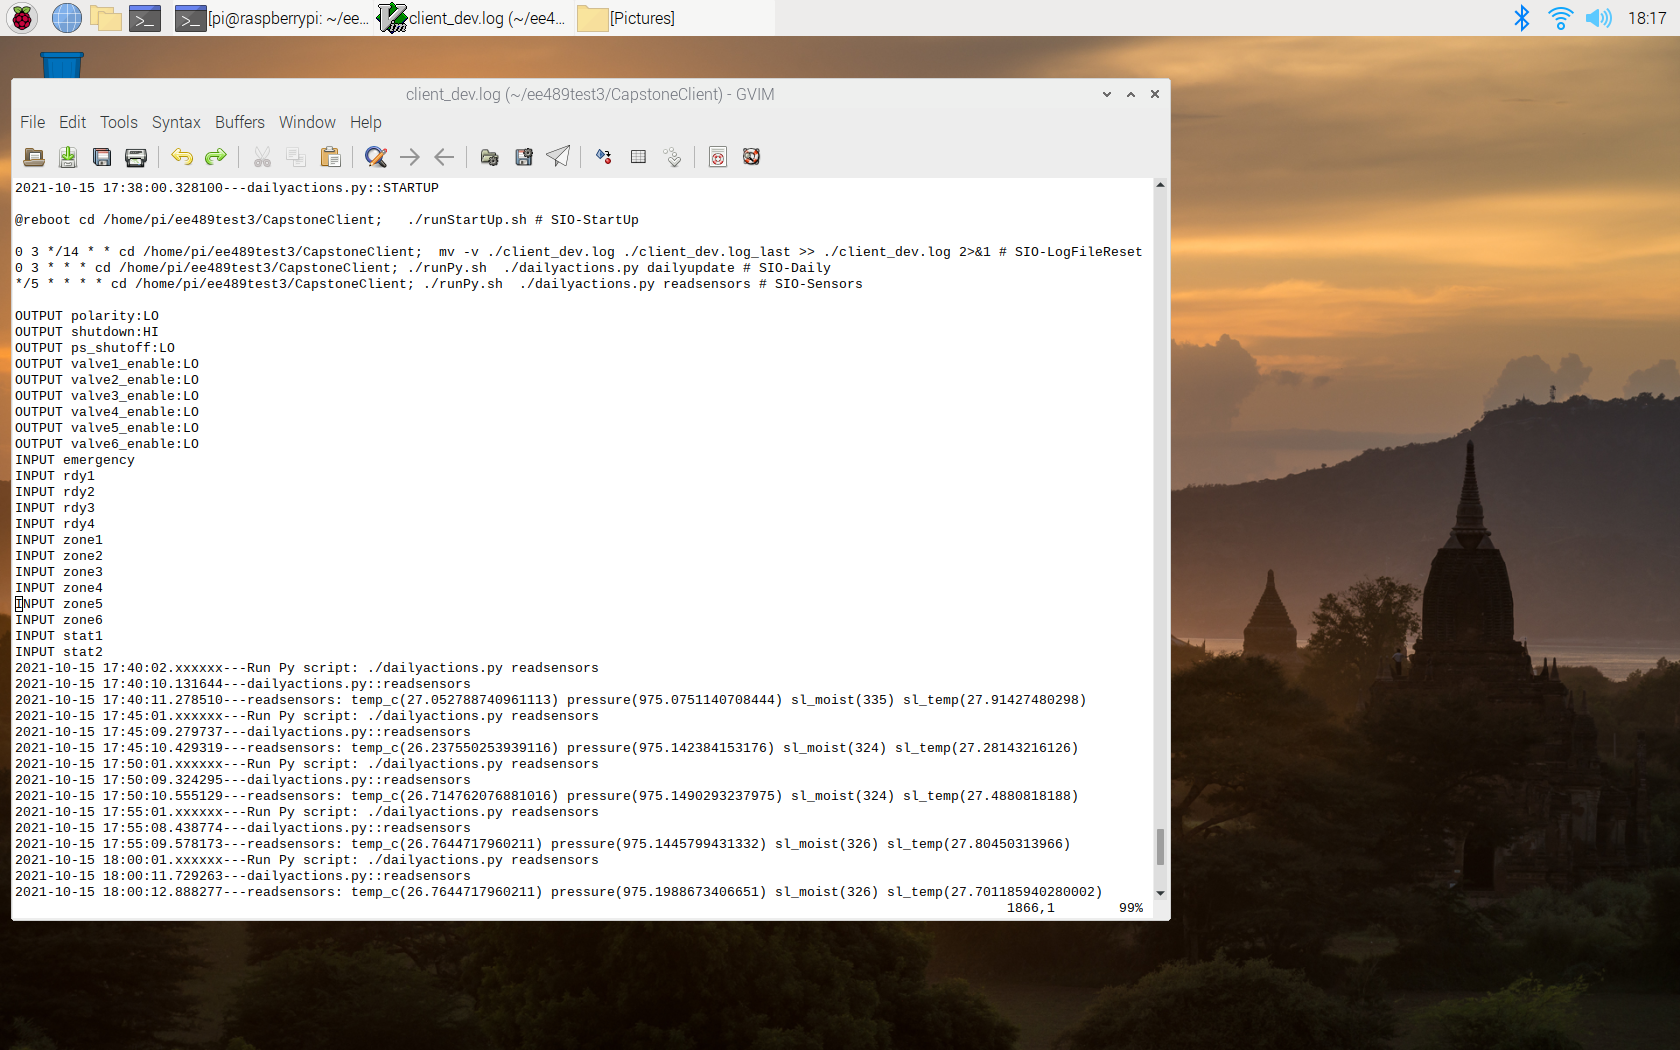 [pi@raspberrypi: ~/ee...
client_dev.log (~/ee4...
[Pictures]
18:17
client_dev.log (~/ee489test3/CapstoneClient) - GVIM
File Edit Tools Syntax Buffers Window Help
2021-10-15 17:38:00.328100---dailyactions.py::STARTUP
@reboot cd /home/pi/ee489test3/CapstoneClient;   ./runStartUp.sh # SIO-StartUp
0 3 */14 * * cd /home/pi/ee489test3/CapstoneClient;  mv -v ./client_dev.log ./client_dev.log_last >> ./client_dev.log 2>&1 # SIO-LogFileReset
0 3 * * * cd /home/pi/ee489test3/CapstoneClient; ./runPy.sh  ./dailyactions.py dailyupdate # SIO-Daily
*/5 * * * * cd /home/pi/ee489test3/CapstoneClient; ./runPy.sh  ./dailyactions.py readsensors # SIO-Sensors
OUTPUT polarity:LO
OUTPUT shutdown:HI
OUTPUT ps_shutoff:LO
OUTPUT valve1_enable:LO
OUTPUT valve2_enable:LO
OUTPUT valve3_enable:LO
OUTPUT valve4_enable:LO
OUTPUT valve5_enable:LO
OUTPUT valve6_enable:LO
INPUT emergency
INPUT rdy1
INPUT rdy2
INPUT rdy3
INPUT rdy4
INPUT zone1
INPUT zone2
INPUT zone3
INPUT zone4
INPUT zone5
INPUT zone6
INPUT stat1
INPUT stat2
2021-10-15 17:40:02.xxxxxx---Run Py script: ./dailyactions.py readsensors
2021-10-15 17:40:10.131644---dailyactions.py::readsensors
2021-10-15 17:40:11.278510---readsensors: temp_c(27.052788740961113) pressure(975.0751140708444) sl_moist(335) sl_temp(27.91427480298)
2021-10-15 17:45:01.xxxxxx---Run Py script: ./dailyactions.py readsensors
2021-10-15 17:45:09.279737---dailyactions.py::readsensors
2021-10-15 17:45:10.429319---readsensors: temp_c(26.237550253939116) pressure(975.142384153176) sl_moist(324) sl_temp(27.28143216126)
2021-10-15 17:50:01.xxxxxx---Run Py script: ./dailyactions.py readsensors
2021-10-15 17:50:09.324295---dailyactions.py::readsensors
2021-10-15 17:50:10.555129---readsensors: temp_c(26.714762076881016) pressure(975.1490293237975) sl_moist(324) sl_temp(27.4880818188)
2021-10-15 17:55:01.xxxxxx---Run Py script: ./dailyactions.py readsensors
2021-10-15 17:55:08.438774---dailyactions.py::readsensors
2021-10-15 17:55:09.578173---readsensors: temp_c(26.7644717960211) pressure(975.1445799431332) sl_moist(326) sl_temp(27.80450313966)
2021-10-15 18:00:01.xxxxxx---Run Py script: ./dailyactions.py readsensors
2021-10-15 18:00:11.729263---dailyactions.py::readsensors
2021-10-15 18:00:12.888277---readsensors: temp_c(26.7644717960211) pressure(975.1988673406651) sl_moist(326) sl_temp(27.701185940280002)
1866,1 99%